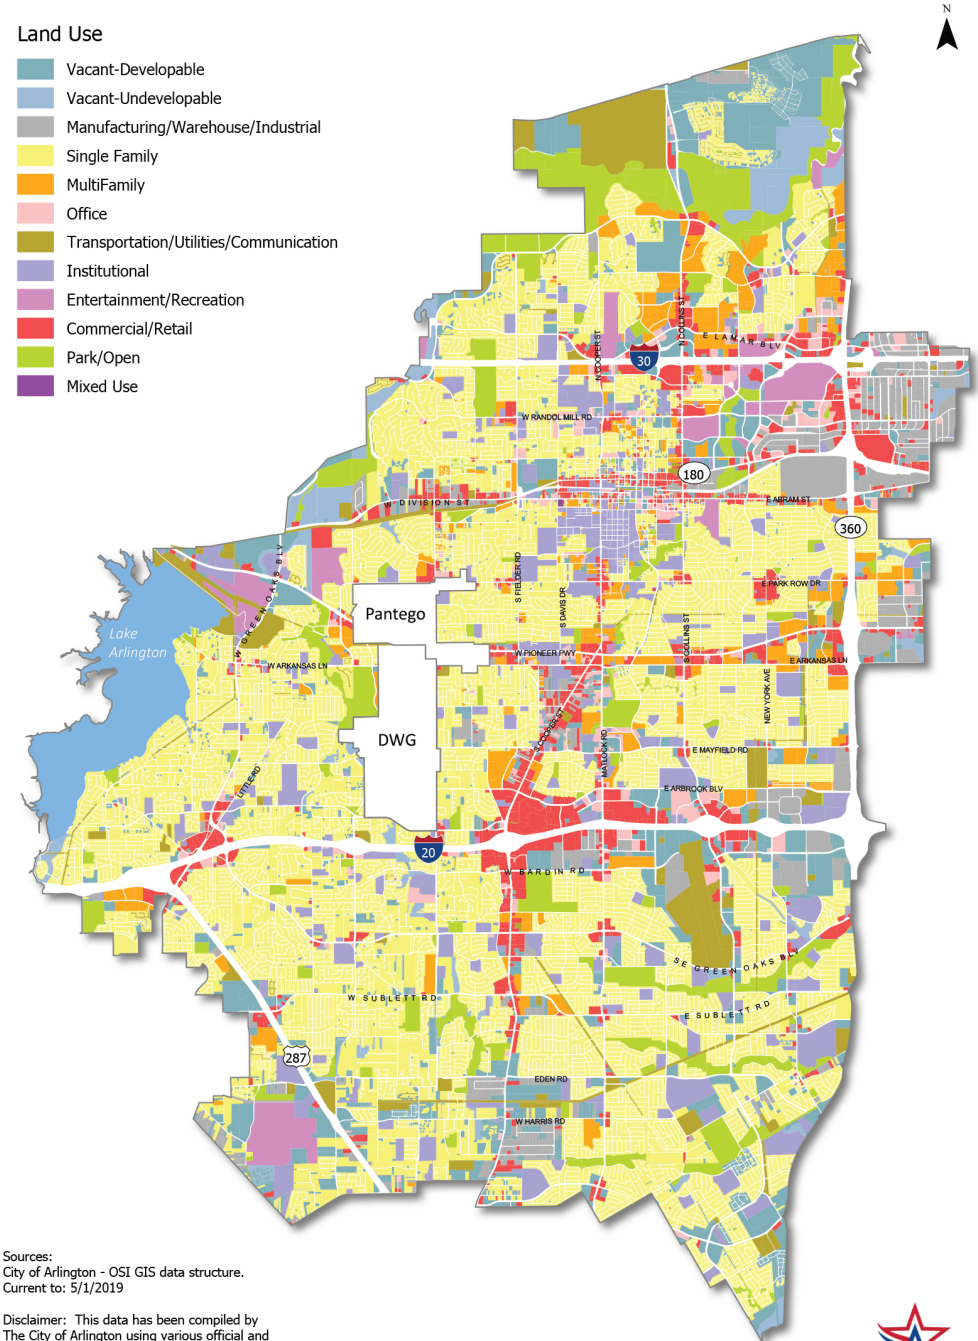 N
Land Use
Vacant-Developable
Vacant-Undevelopable
Manufacturing/Warehouse/Industrial
Single Family
MultiFamily
Office
Transportation/Utilities/Communication
Institutional
Entertainment/Recreation
Commercial/Retail
Park/Open
Mixed Use
N COLLINS ST
N COOPER ST
E LAMAR BLV
30
W RANDOL MILL RD
180
W DIVISION ST
E ABRAM ST
360
W GREEN OAKS BLV
S FIELDER RD
S DAVIS DR
E PARK ROW DR
Pantego
Lake
Arlington
S COLLINS ST
W PIONEER PWY
W ARKANSAS LN
E ARKANSAS LN
NEW YORK AVE
S COOPER ST
MATLOCK RD
DWG
E MAYFIELD RD
LITTLE RD
E ARBROOK BLV
20
W BARDIN RD
SE GREEN OAKS BLV
W SUBLETT RD
E SUBLETT RD
287
EDEN RD
W HARRIS RD
Sources:
City of Arlington - OSI GIS data structure.
Current to: 5/1/2019
Disclaimer: This data has been compiled by
The City of Arlington using various official and